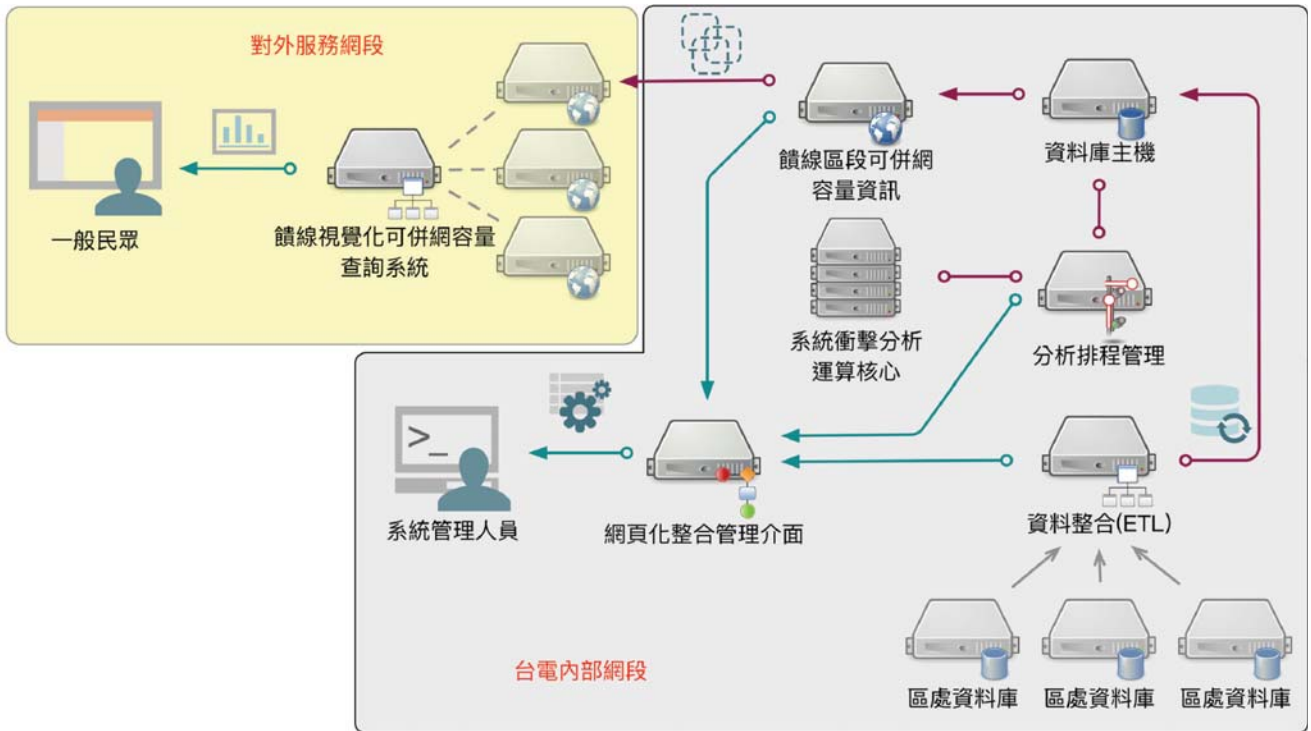 對外服務網段
一般民眾
饋線視覺化可併網容量
查詢系統
饋線區段可併網
容量資訊
資料庫主機
系統衝擊分析
運算核心
分析排程管理
>_
系統管理人員
網頁化整合管理介面
資料整合(ETL)
台電內部網段
區處資料庫
區處資料庫
區處資料庫